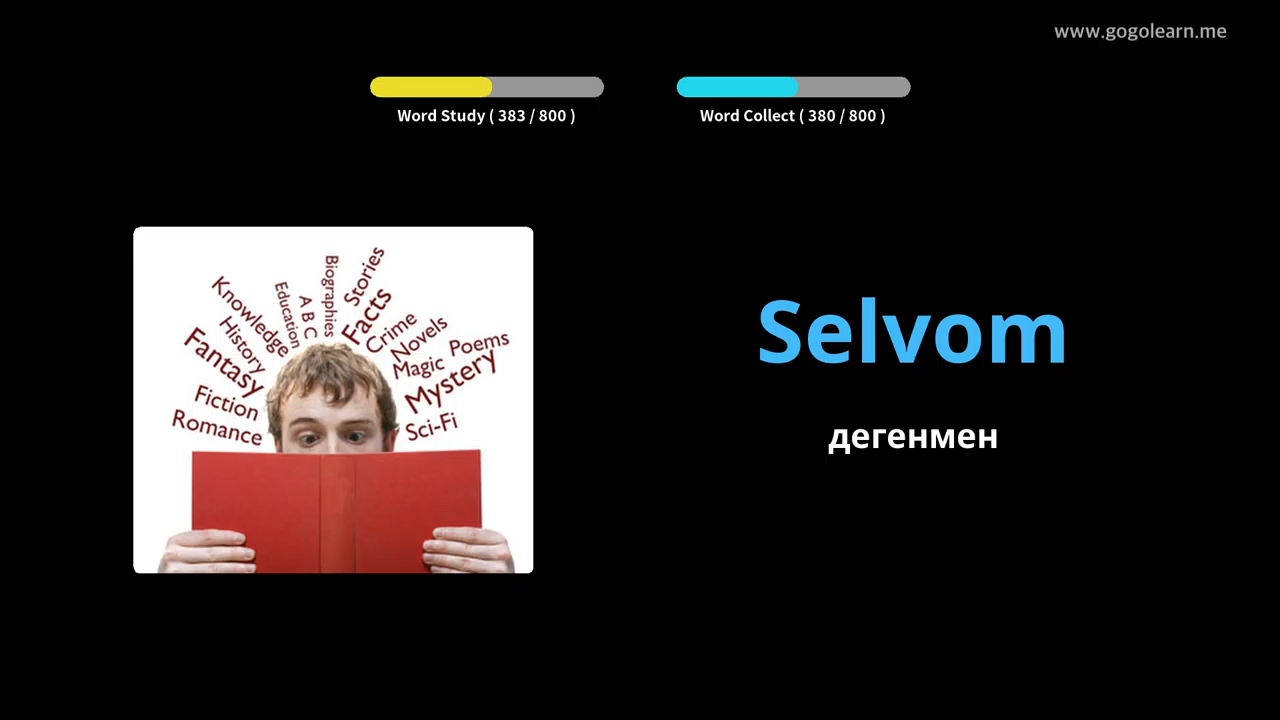 www.gogolearn.me
Word Study ( 383 / 800 )
Word Collect ( 380 / 800 )
Stories
Biographies
Facts
A B C
Education
Knowledge
Crime
Novels
History
Poems
Fantasy
Magic
Mystery
Fiction
Sci-Fi
Romance
Selvom
дегенмен